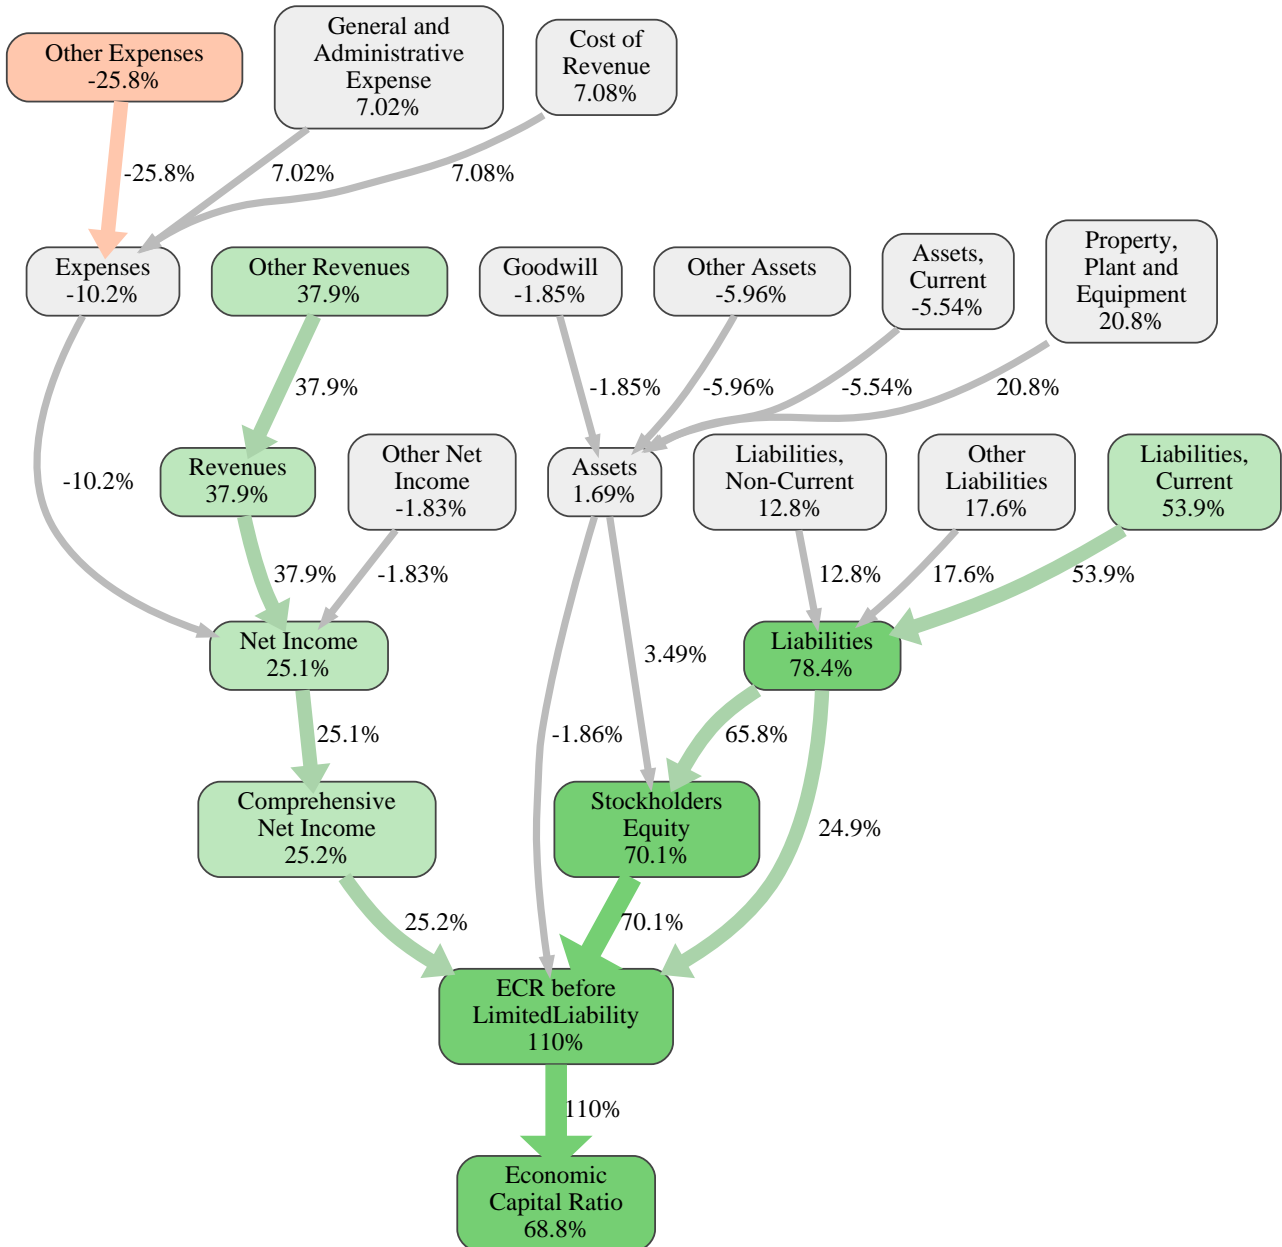 Other Expenses
-25.8%
General and
Administrative
Expense
7.02%
Cost of
Revenue
7.08%
-25.8%
7.02%
7.08%
Expenses
-10.2%
Other Revenues
37.9%
Goodwill
-1.85%
Other Assets
-5.96%
Assets,
Current
-5.54%
Property,
Plant and
Equipment
20.8%
37.9%
-1.85%
-5.96%
-5.54%
20.8%
Revenues
37.9%
Other Net
Income
-1.83%
Assets
1.69%
Liabilities,
Non-Current
12.8%
Other
Liabilities
17.6%
Liabilities,
Current
53.9%
-10.2%
37.9%
-1.83%
12.8%
17.6%
53.9%
Net Income
25.1%
3.49%
Liabilities
78.4%
25.1%
-1.86%
65.8%
Comprehensive
Net Income
25.2%
Stockholders
Equity
70.1%
24.9%
25.2%
70.1%
ECR before
LimitedLiability
110%
110%
Economic
Capital Ratio
68.8%